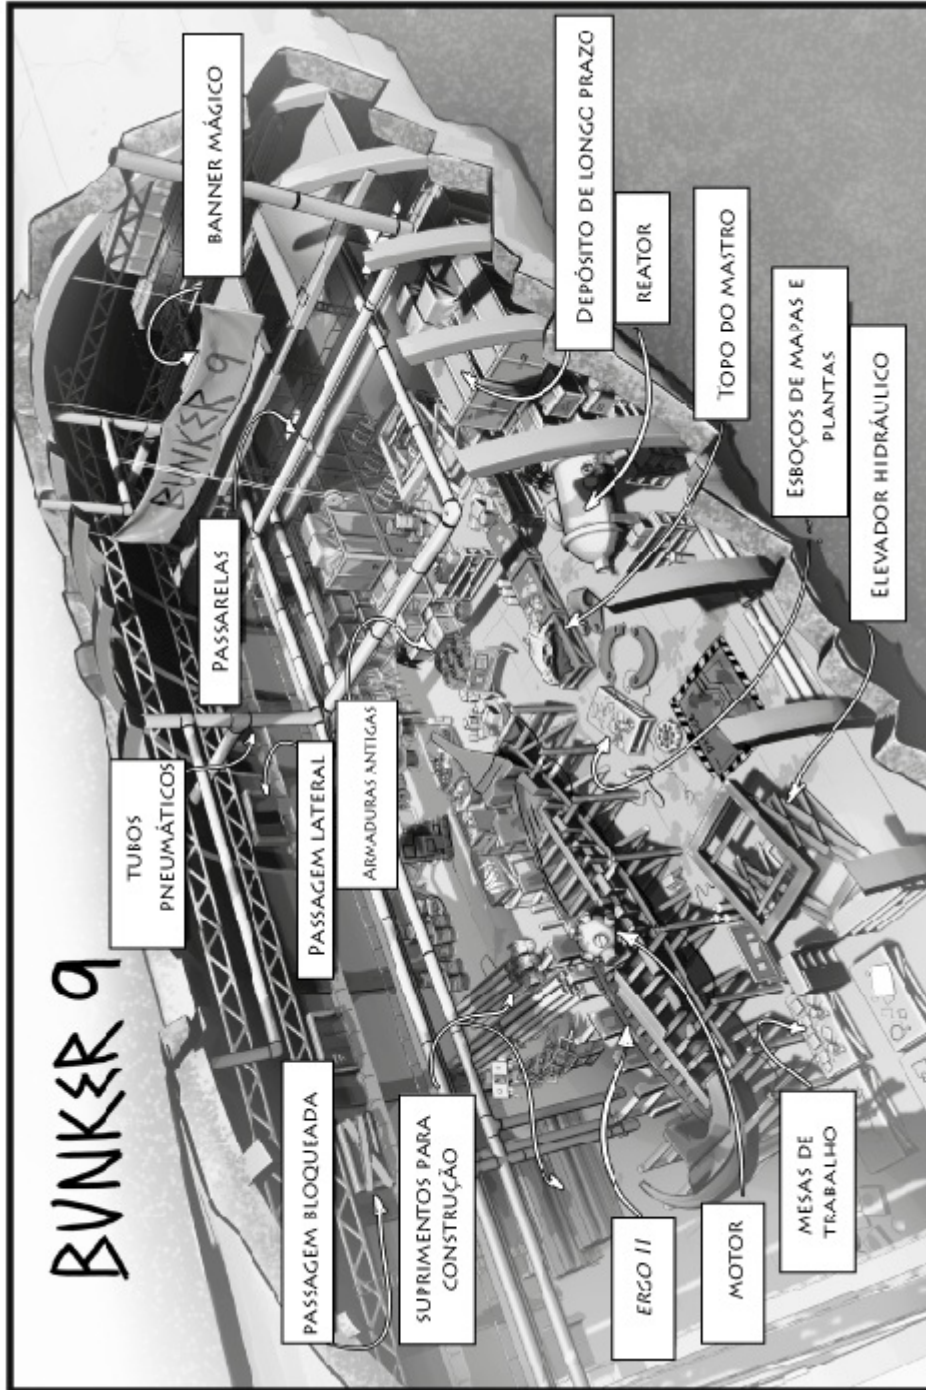 BUNKER 9
TUBOS
PNEUMÁTICOS
BANNER MÁGICO
PASSARELAS
BUNKER 9
PASSAGEM BLOQUEADA
PASSAGEM LATERAL
ARMADURAS ANTIGAS
SUPRIMENTOS PARA
CONSTRUÇÃO
DEPÓSITO DE LONGC PRAZO
ERGO II
REATOR
MOTOR
TOPO DO MASTRO
MESAS DE
TRABALHO
ESBOÇOS DE MAPAS E
PLANTAS
ELEVADOR HIDRÁULICO